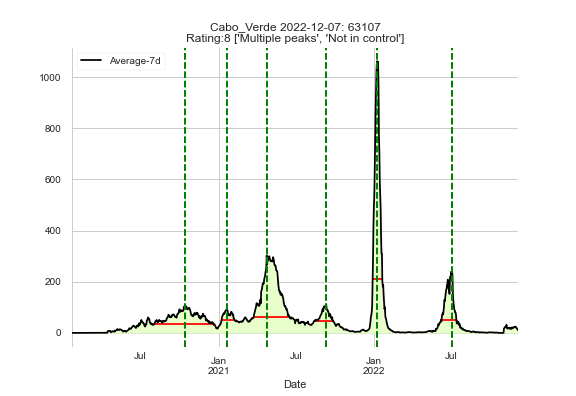 Cabo_Verde 2022-12-07: 63107
Rating:8 ['Multiple peaks', 'Not in control']
Average-7d
1000
800
600
400
200
0
Jul
Jan
2021
Jul
Jan
2022
Jul
Date